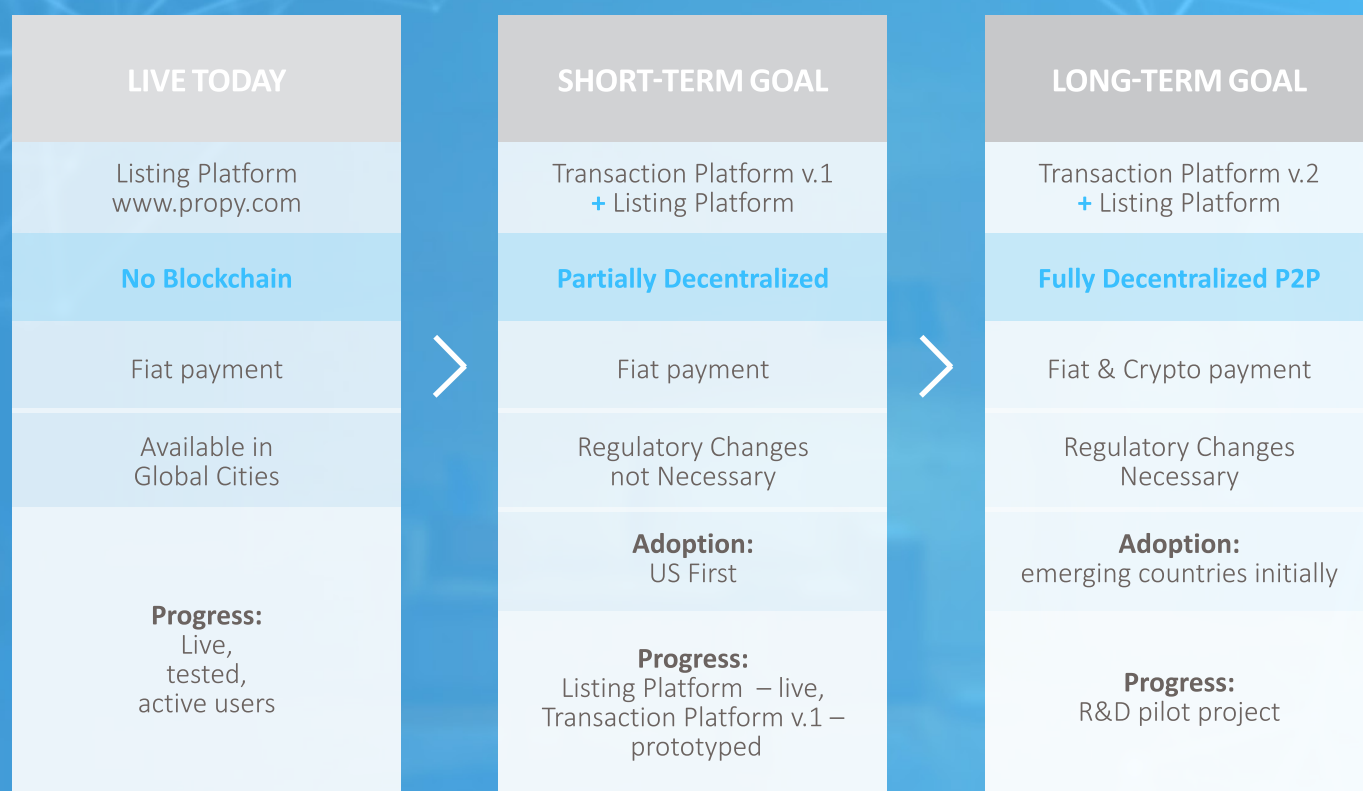 LIVE TODAY
Listing Platform
www.propy.com
No Blockchain
Fiat payment
Available in
Global Cities
Progress:
Live,
tested,
active users
SHORT-TERM GOAL
Transaction Platform v.1
+ Listing Platform
Partially Decentralized
Fiat payment
Regulatory Changes
not Necessary
Adoption:
US First
Progress:
Listing Platform – live,
Transaction Platform v.1 –
prototyped
LONG-TERM GOAL
Transaction Platform v.2
+ Listing Platform
Fully Decentralized P2P
Fiat & Crypto payment
Regulatory Changes
Necessary
Adoption:
emerging countries initially
Progress:
R&D pilot project